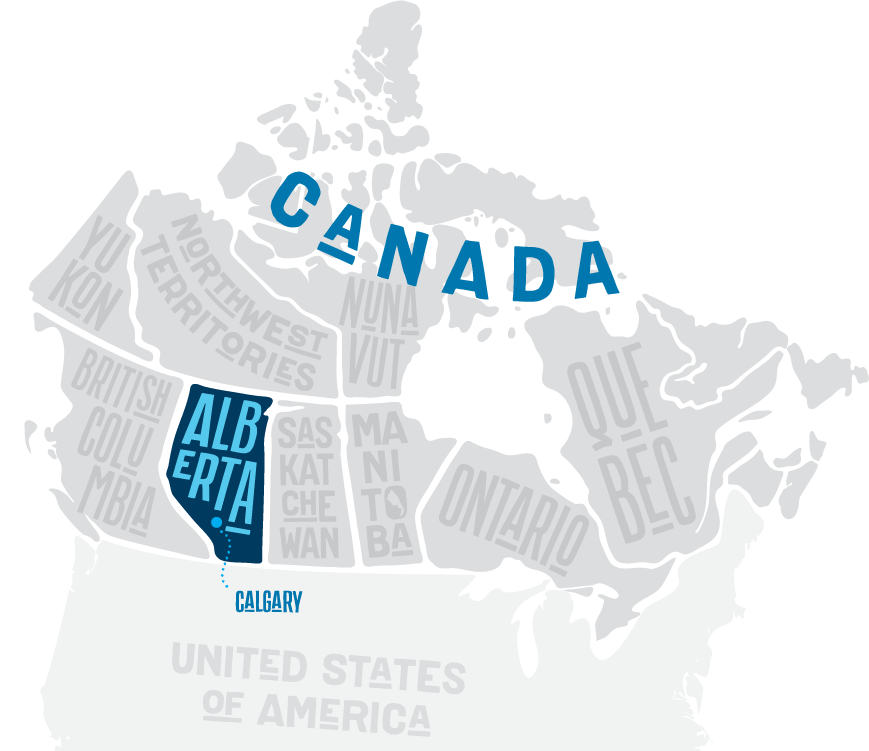 CANADA
YU
KON
NORTHWEST
TERRITORIES
NUNA
VUT
BRITISH
COLU
MBIA
ALB
ERTA
SAS
KAT
CHE
WAN
MA
NI
TO
BA
ONTARIO
QUE
BEC
CALGARY
UNITED STATES
OF AMERICA